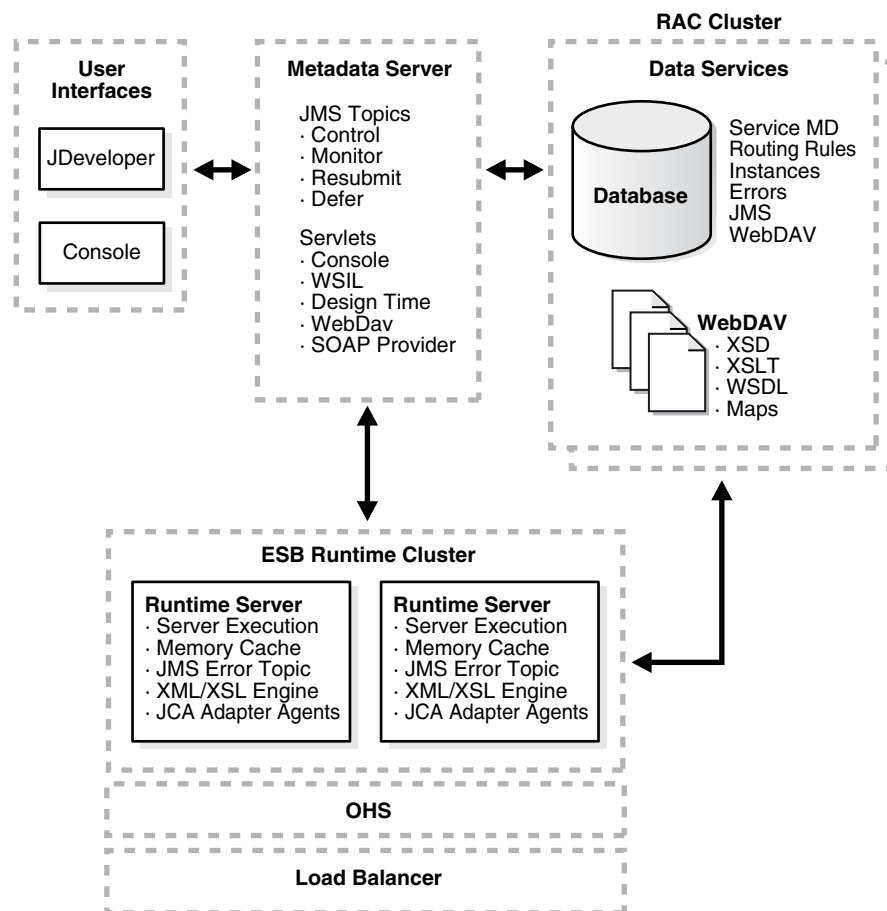 User
Interfaces
JDeveloper
Console
Metadata Server
JMS Topics
· Control
· Monitor
· Resubmit
· Defer
Servlets
· Console
· WSIL
· Design Time
· WebDav
· SOAP Provider
RAC Cluster
Data Services
Database
Service MD
Routing Rules
Instances
Errors
JMS
WebDAV
WebDAV
· XSD
· XSLT
· WSDL
· Maps
ESB Runtime Cluster
Runtime Server
· Server Execution
· Memory Cache
· JMS Error Topic
· XML/XSL Engine
· JCA Adapter Agents
Runtime Server
· Server Execution
· Memory Cache
· JMS Error Topic
· XML/XSL Engine
· JCA Adapter Agents
OHS
Load Balancer